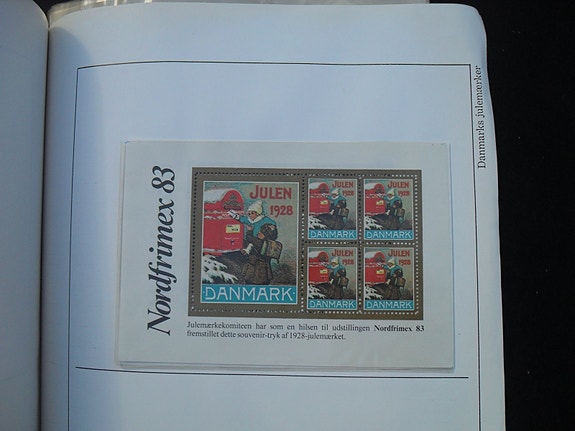 Danmarks julemærker
Nordfrimex 83
JULEN
1928
DANMARK
JULEN
1928
DANMARK
JULEN
1928
DANMARK
JULEN
1928
DANMARK
JULEN
1928
DANMARK
Julemærkekomiteen har som en hilsen til udstillingen Nordfrimex 83
fremstillet dette souvenir-tryk af 1928-julemærket.